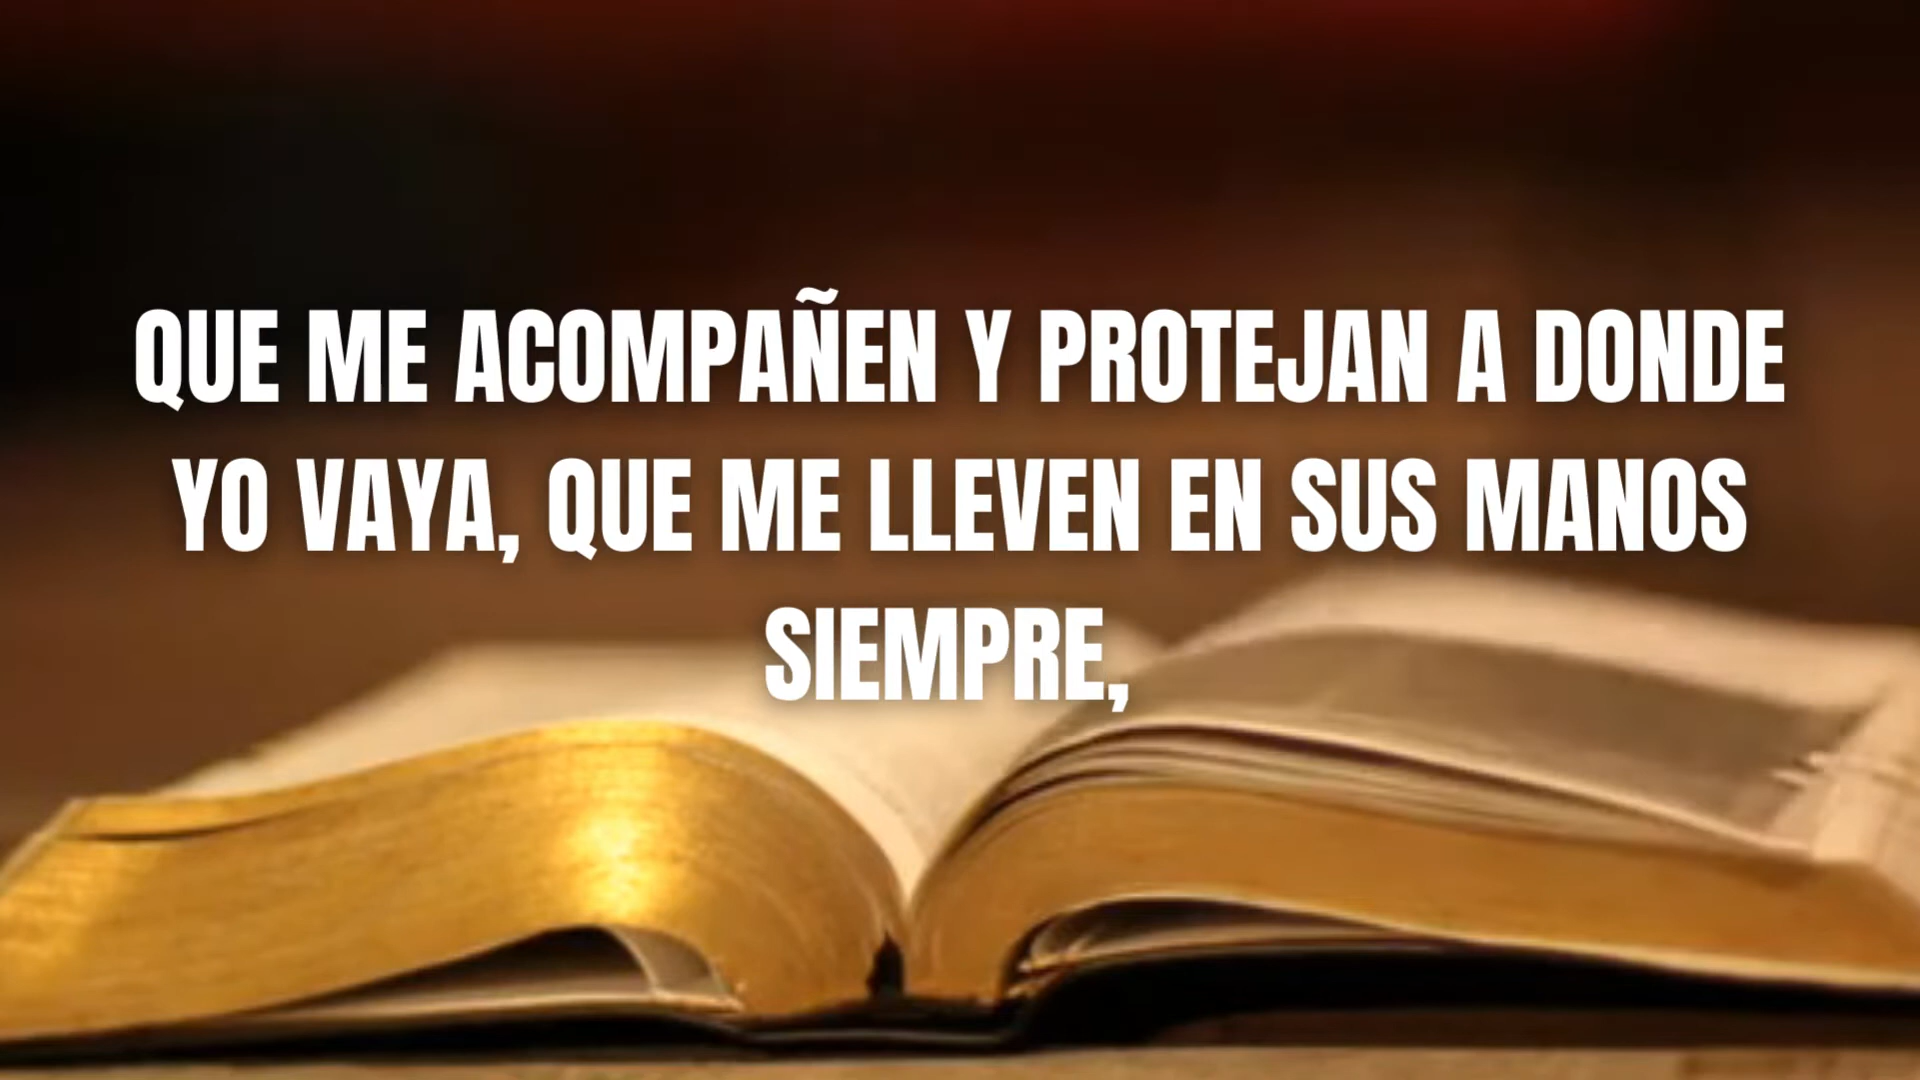 QUE ME ACOMPAÑEN Y PROTEJAN A DONDE
YO VAYA, QUE ME LLEVEN EN SUS MANOS
SIEMPRE,